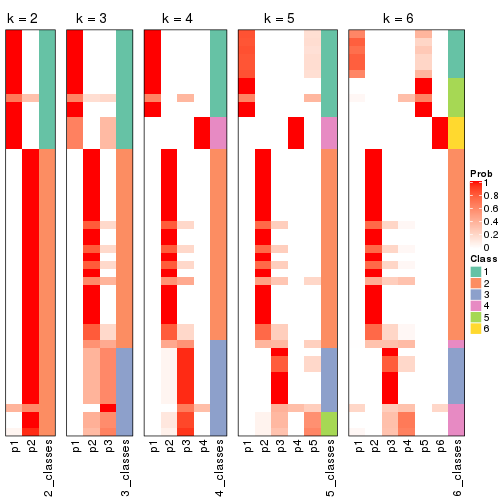 k = 2
k = 3
k = 4
k = 5
k = 6
p1
p2
2_classes
p1
p2
p3
3_classes
p1
p2
p3
p4
4_classes
p1
p2
p3
p4
p5
5_classes
p1
p2
p3
p4
p5
p6
6_classes
Prob
1
0.8
0.6
0.4
0.2
0
Class
1
2
3
4
5
6